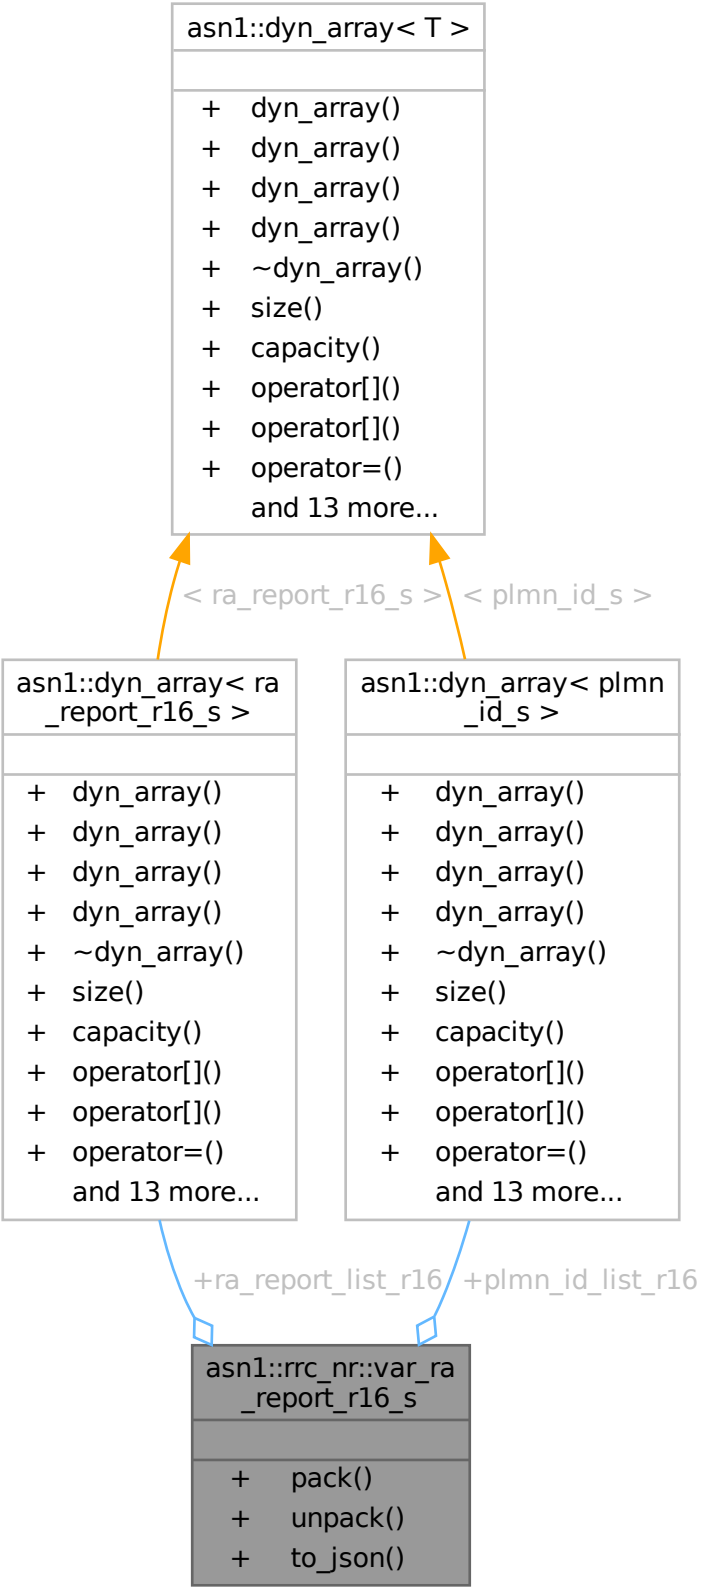 asn1::dyn_array< T >
+ dyn_array()
+ dyn_array()
+ dyn_array()
+ dyn_array()
+ ~dyn_array()
+ size()
+ capacity()
+ operator[]()
+ operator[]()
+ operator=()
and 13 more...
< ra_report_r16_s >
< plmn_id_s >
asn1::dyn_array< ra
_report_r16_s >
+ dyn_array()
+ dyn_array()
+ dyn_array()
+ dyn_array()
+ ~dyn_array()
+ size()
+ capacity()
+ operator[]()
+ operator[]()
+ operator=()
and 13 more...
asn1::dyn_array< plmn
_id_s >
+ dyn_array()
+ dyn_array()
+ dyn_array()
+ dyn_array()
+ ~dyn_array()
+ size()
+ capacity()
+ operator[]()
+ operator[]()
+ operator=()
and 13 more...
+ra_report_list_r16
+plmn_id_list_r16
asn1::rrc_nr::var_ra
_report_r16_s
+ pack()
+ unpack()
+ to_json()